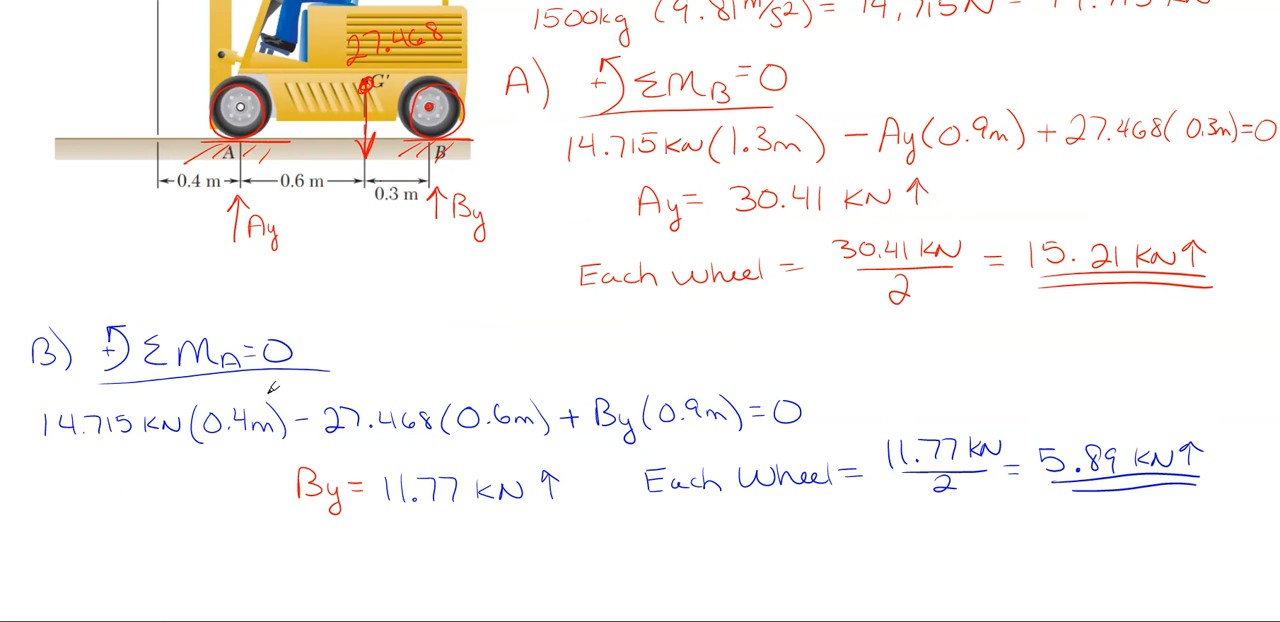 1500kg (9.81m/s2) = 14,715N =
27.468
G'
A B
0.4 m 0.6 m 0.3 m
Ay By
A) + ΣMB = 0
14.715 KN (1.3m) - Ay(0.9m) + 27.468(0.3m)=0
Ay = 30.41 KN ↑
Each Wheel = 30.41 KN / 2 = 15.21 KN↑
B) + ΣMA = 0
14.715 KN (0.4m) - 27.468(0.6m) + By(0.9m) = 0
By = 11.77 KN ↑ Each Wheel = 11.77 KN / 2 = 5.89 KN↑